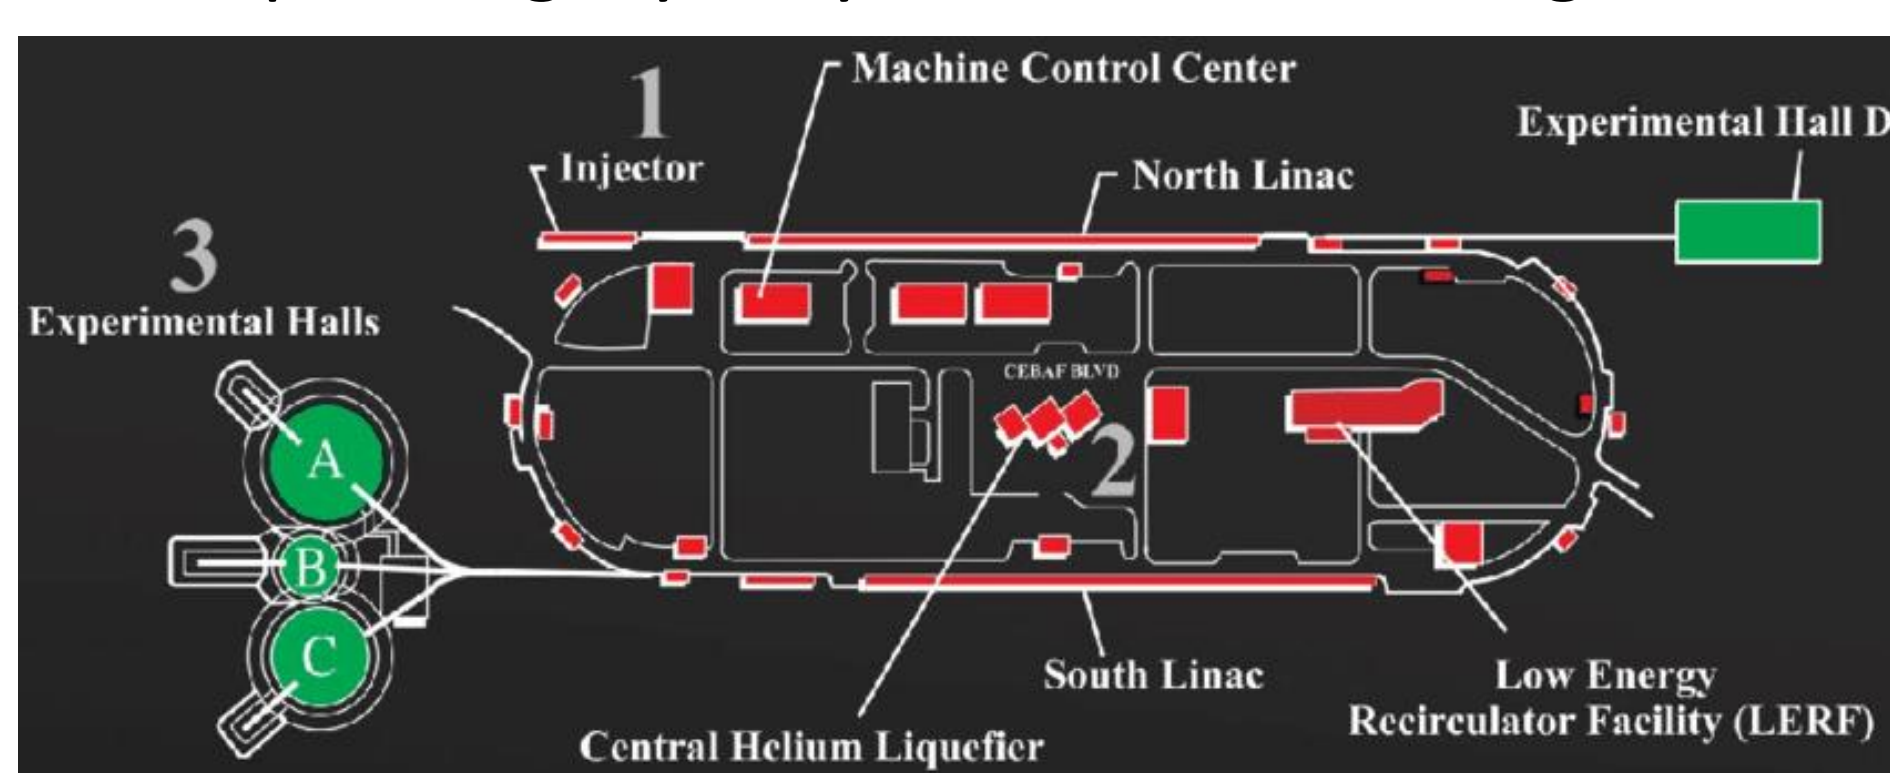 1
Machine Control Center
Experimental Hall D
Injector
North Linac
3
Experimental Halls
CEBAF BLVD
2
A
B
C
South Linac
Low Energy
Recirculator Facility (LERF)
Central Helium Liquefier